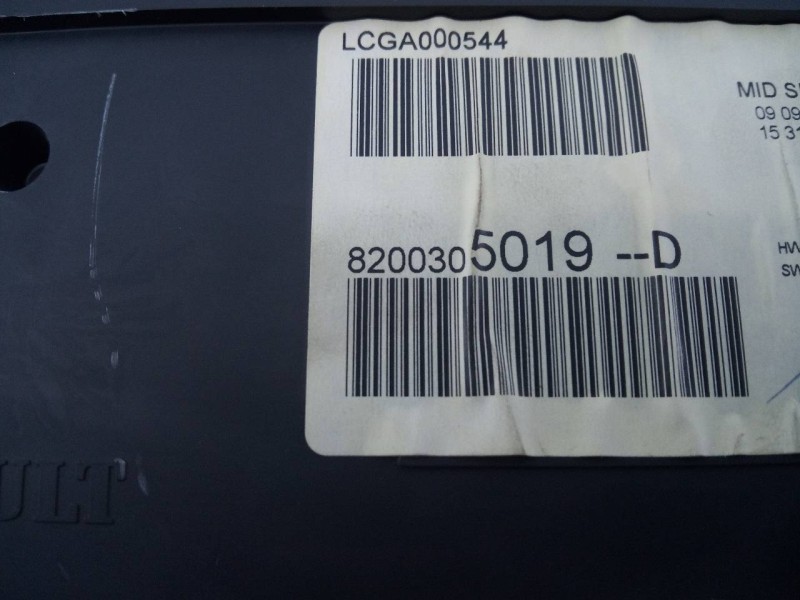 LCGA000544
MID
09 09
15 31
8200305019 --D
HW
SW
ULT